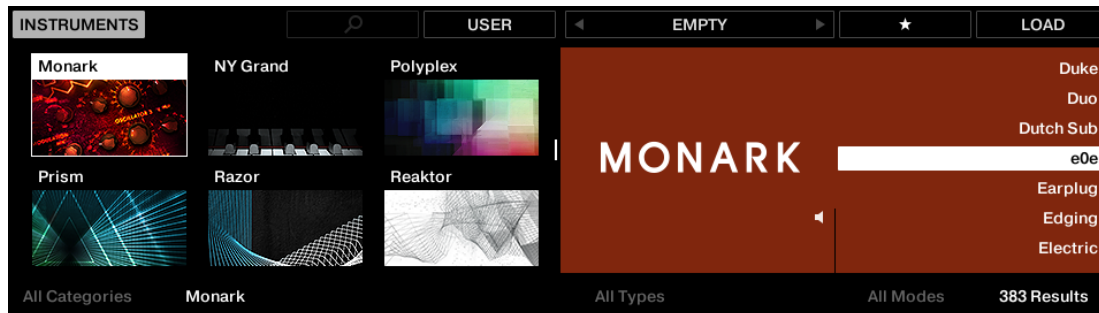 INSTRUMENTS
USER
EMPTY
★
LOAD
Monark
NY Grand
Polyplex
OSCILLATORS
Prism
Razor
Reaktor
MONARK
Duke
Duo
Dutch Sub
e0e
Earplug
Edging
Electric
All Categories
Monark
All Types
All Modes
383 Results